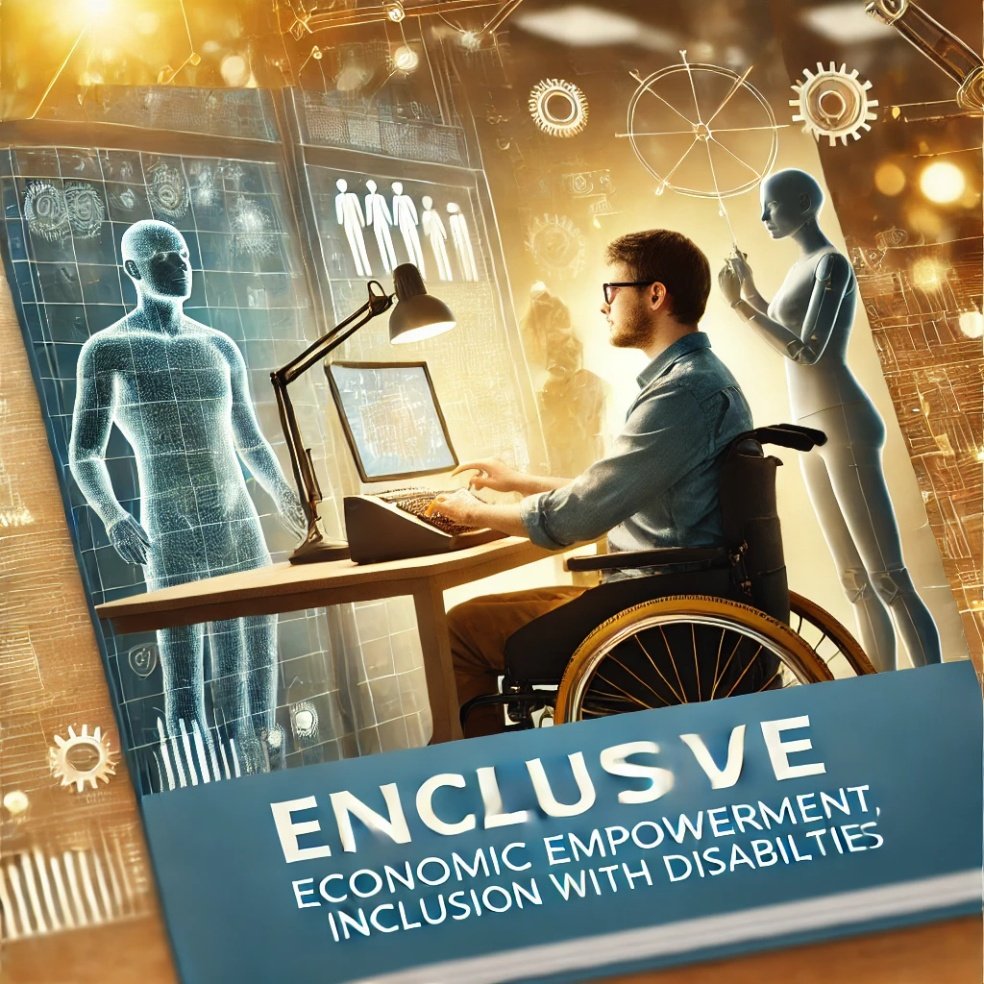 ENCLUSVE
ECONOMIC EMPOWERMENT,
INCLUSION WITH DISABILTIES